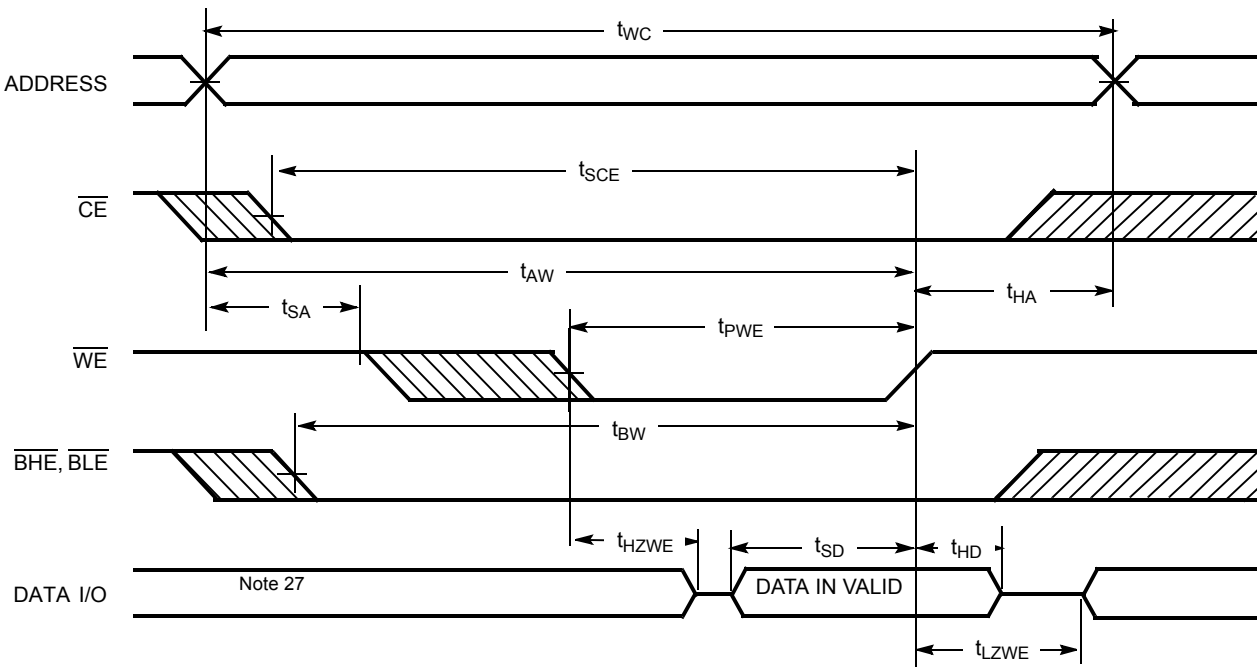 tWC
ADDRESS
tSCE
CE
tAW
tHA
tSA
tPWE
WE
tBW
BHE, BLE
tHZWE
tSD
tHD
Note 27
DATA IN VALID
DATA I/O
tLZWE